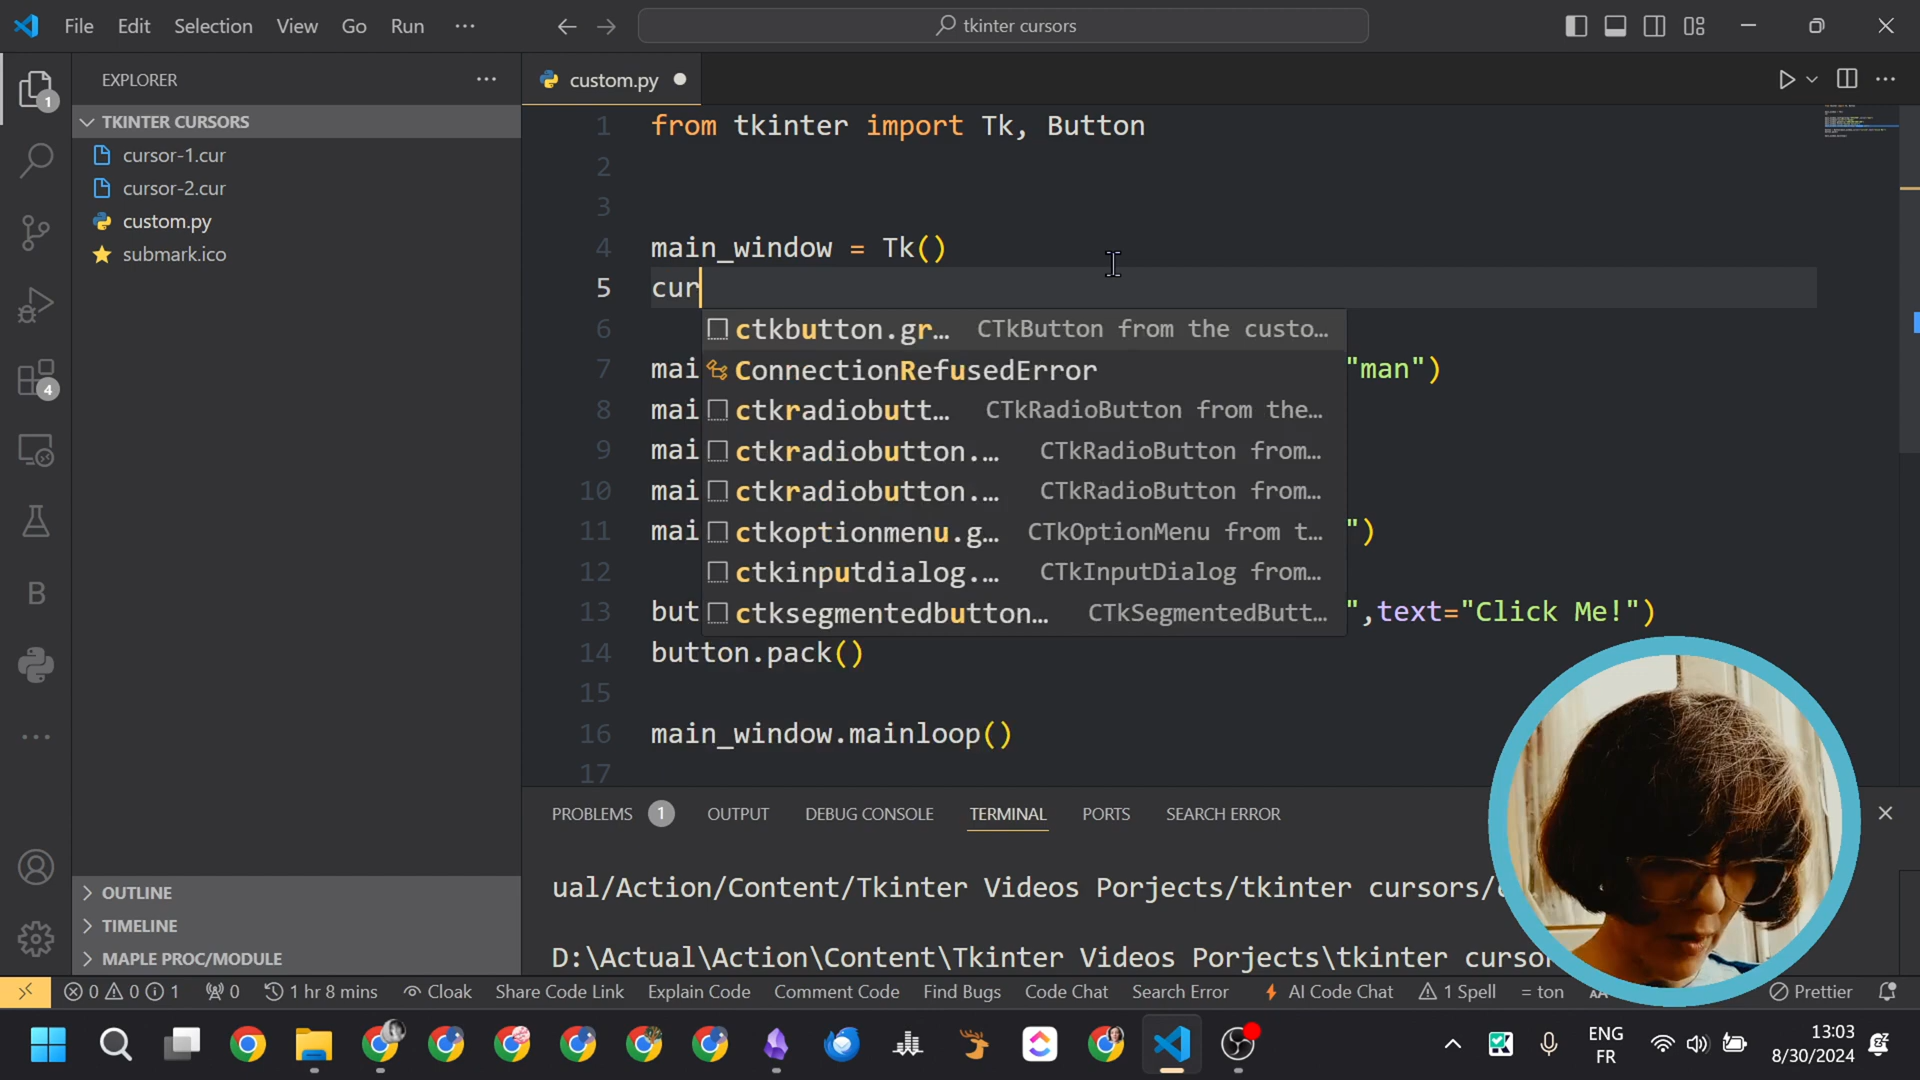 File Edit Selection View Go Run ··· tkinter cursors
EXPLORER ···
TKINTER CURSORS
cursor-1.cur
cursor-2.cur
custom.py
submark.ico
OUTLINE
TIMELINE
MAPLE PROC/MODULE
1
4
B
custom.py
1 from tkinter import Tk, Button
2
3
4 main_window = Tk()
5 cur
6
7 mai "man")
8 mai
9 mai
10 mai
11 mai ")
12
13 but ",text="Click Me!")
14 button.pack()
15
16 main_window.mainloop()
17
ctkbutton.gr… CTkButton from the custo…
ConnectionRefusedError
ctkradiobutt… CTkRadioButton from the…
ctkradiobutton.… CTkRadioButton from…
ctkradiobutton.… CTkRadioButton from…
ctkoptionmenu.g… CTkOptionMenu from t…
ctkinputdialog.… CTkInputDialog from…
ctksegmentedbutton… CTkSegmentedButt…
PROBLEMS 1 OUTPUT DEBUG CONSOLE TERMINAL PORTS SEARCH ERROR
ual/Action/Content/Tkinter Videos Porjects/tkinter cursors/
D:\Actual\Action\Content\Tkinter Videos Porjects\tkinter curso
0 0 1 0 1 hr 8 mins Cloak Share Code Link Explain Code Comment Code Find Bugs Code Chat Search Error AI Code Chat 1 Spell = ton Prettier
ENG
FR
13:03
8/30/2024